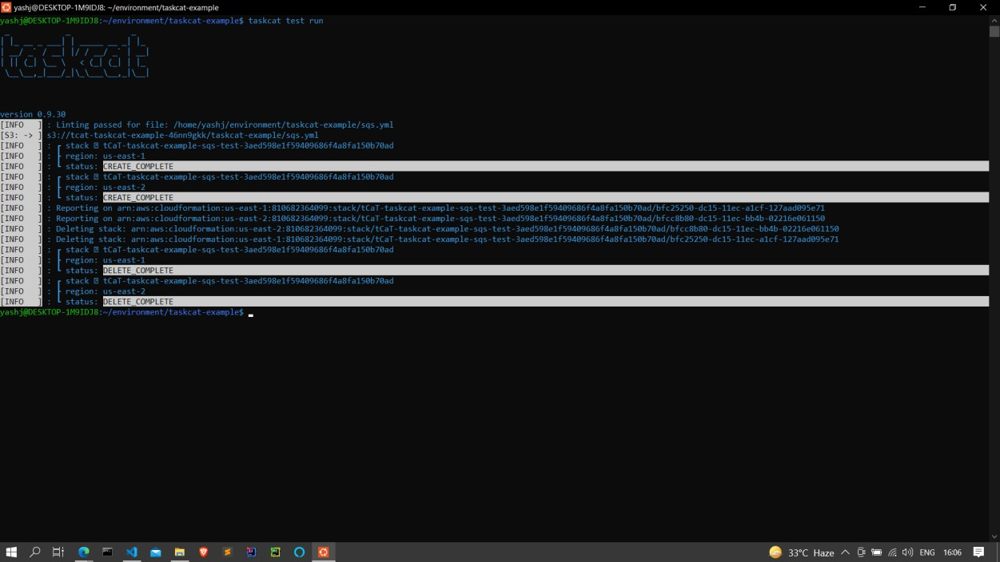 yashj@DESKTOP-1M9IDJ8: ~/environment/taskcat-example
yashj@DESKTOP-1M9IDJ8:~/environment/taskcat-example$ taskcat test run
taskcat
version 0.9.30
[INFO   ] : Linting passed for file: /home/yashj/environment/taskcat-example/sqs.yml
[S3: -> ] s3://tcat-taskcat-example-46nn9gkk/taskcat-example/sqs.yml
[INFO   ] : ┏ stack tCaT-taskcat-example-sqs-test-3aed598e1f59409686f4a8fa150b70ad
[INFO   ] : ┣ region: us-east-1
[INFO   ] : ┗ status: CREATE_COMPLETE
[INFO   ] : ┏ stack tCaT-taskcat-example-sqs-test-3aed598e1f59409686f4a8fa150b70ad
[INFO   ] : ┣ region: us-east-2
[INFO   ] : ┗ status: CREATE_COMPLETE
[INFO   ] : Reporting on arn:aws:cloudformation:us-east-1:810682364099:stack/tCaT-taskcat-example-sqs-test-3aed598e1f59409686f4a8fa150b70ad/bfc25250-dc15-11ec-a1cf-127aad095e71
[INFO   ] : Reporting on arn:aws:cloudformation:us-east-2:810682364099:stack/tCaT-taskcat-example-sqs-test-3aed598e1f59409686f4a8fa150b70ad/bfcc8b80-dc15-11ec-bb4b-02216e061150
[INFO   ] : Deleting stack: arn:aws:cloudformation:us-east-2:810682364099:stack/tCaT-taskcat-example-sqs-test-3aed598e1f59409686f4a8fa150b70ad/bfcc8b80-dc15-11ec-bb4b-02216e061150
[INFO   ] : Deleting stack: arn:aws:cloudformation:us-east-1:810682364099:stack/tCaT-taskcat-example-sqs-test-3aed598e1f59409686f4a8fa150b70ad/bfc25250-dc15-11ec-a1cf-127aad095e71
[INFO   ] : ┏ stack tCaT-taskcat-example-sqs-test-3aed598e1f59409686f4a8fa150b70ad
[INFO   ] : ┣ region: us-east-1
[INFO   ] : ┗ status: DELETE_COMPLETE
[INFO   ] : ┏ stack tCaT-taskcat-example-sqs-test-3aed598e1f59409686f4a8fa150b70ad
[INFO   ] : ┣ region: us-east-2
[INFO   ] : ┗ status: DELETE_COMPLETE
yashj@DESKTOP-1M9IDJ8:~/environment/taskcat-example$
33°C Haze ENG 16:06